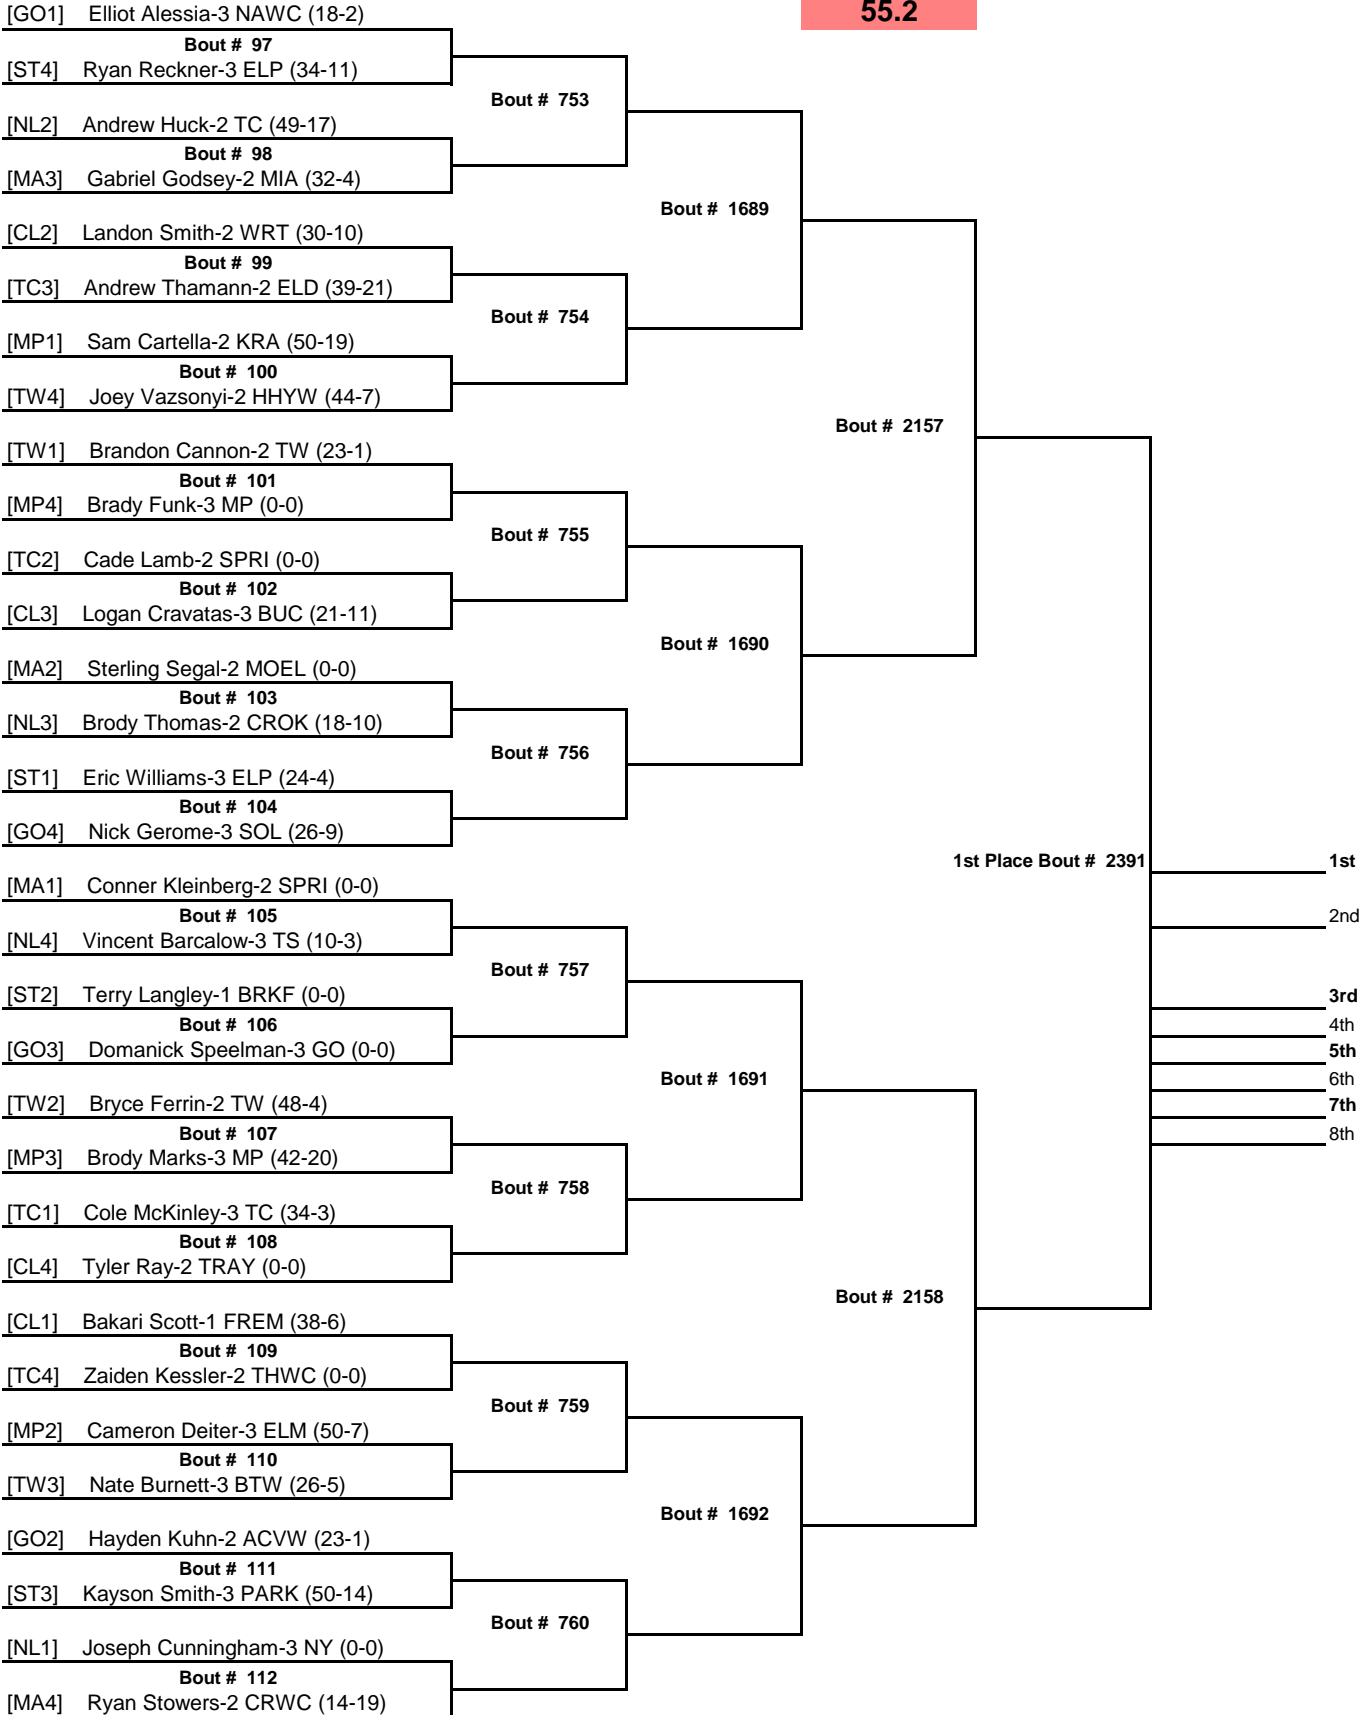 [GO1] Elliot Alessia-3 NAWC (18-2)
55.2
Bout # 97
[ST4] Ryan Reckner-3 ELP (34-11)
Bout # 753
[NL2] Andrew Huck-2 TC (49-17)
Bout # 98
[MA3] Gabriel Godsey-2 MIA (32-4)
Bout # 1689
[CL2] Landon Smith-2 WRT (30-10)
Bout # 99
[TC3] Andrew Thamann-2 ELD (39-21)
Bout # 754
[MP1] Sam Cartella-2 KRA (50-19)
Bout # 100
[TW4] Joey Vazsonyi-2 HHYW (44-7)
Bout # 2157
[TW1] Brandon Cannon-2 TW (23-1)
Bout # 101
[MP4] Brady Funk-3 MP (0-0)
Bout # 755
[TC2] Cade Lamb-2 SPRI (0-0)
Bout # 102
[CL3] Logan Cravatas-3 BUC (21-11)
Bout # 1690
[MA2] Sterling Segal-2 MOEL (0-0)
Bout # 103
[NL3] Brody Thomas-2 CROK (18-10)
Bout # 756
[ST1] Eric Williams-3 ELP (24-4)
Bout # 104
[GO4] Nick Gerome-3 SOL (26-9)
1st Place Bout # 2391
1st
[MA1] Conner Kleinberg-2 SPRI (0-0)
Bout # 105
2nd
[NL4] Vincent Barcalow-3 TS (10-3)
Bout # 757
[ST2] Terry Langley-1 BRKF (0-0)
3rd
Bout # 106
4th
[GO3] Domanick Speelman-3 GO (0-0)
5th
Bout # 1691
6th
[TW2] Bryce Ferrin-2 TW (48-4)
7th
Bout # 107
8th
[MP3] Brody Marks-3 MP (42-20)
Bout # 758
[TC1] Cole McKinley-3 TC (34-3)
Bout # 108
[CL4] Tyler Ray-2 TRAY (0-0)
Bout # 2158
[CL1] Bakari Scott-1 FREM (38-6)
Bout # 109
[TC4] Zaiden Kessler-2 THWC (0-0)
Bout # 759
[MP2] Cameron Deiter-3 ELM (50-7)
Bout # 110
[TW3] Nate Burnett-3 BTW (26-5)
Bout # 1692
[GO2] Hayden Kuhn-2 ACVW (23-1)
Bout # 111
[ST3] Kayson Smith-3 PARK (50-14)
Bout # 760
[NL1] Joseph Cunningham-3 NY (0-0)
Bout # 112
[MA4] Ryan Stowers-2 CRWC (14-19)